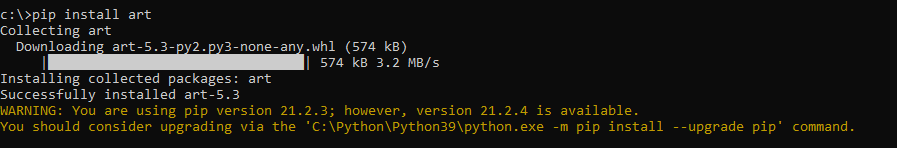 c:\>pip install art
Collecting art
  Downloading art-5.3-py2.py3-none-any.whl (574 kB)
     |████████████████████████████████| 574 kB 3.2 MB/s
Installing collected packages: art
Successfully installed art-5.3
WARNING: You are using pip version 21.2.3; however, version 21.2.4 is available.
You should consider upgrading via the 'C:\Python\Python39\python.exe -m pip install --upgrade pip' command.